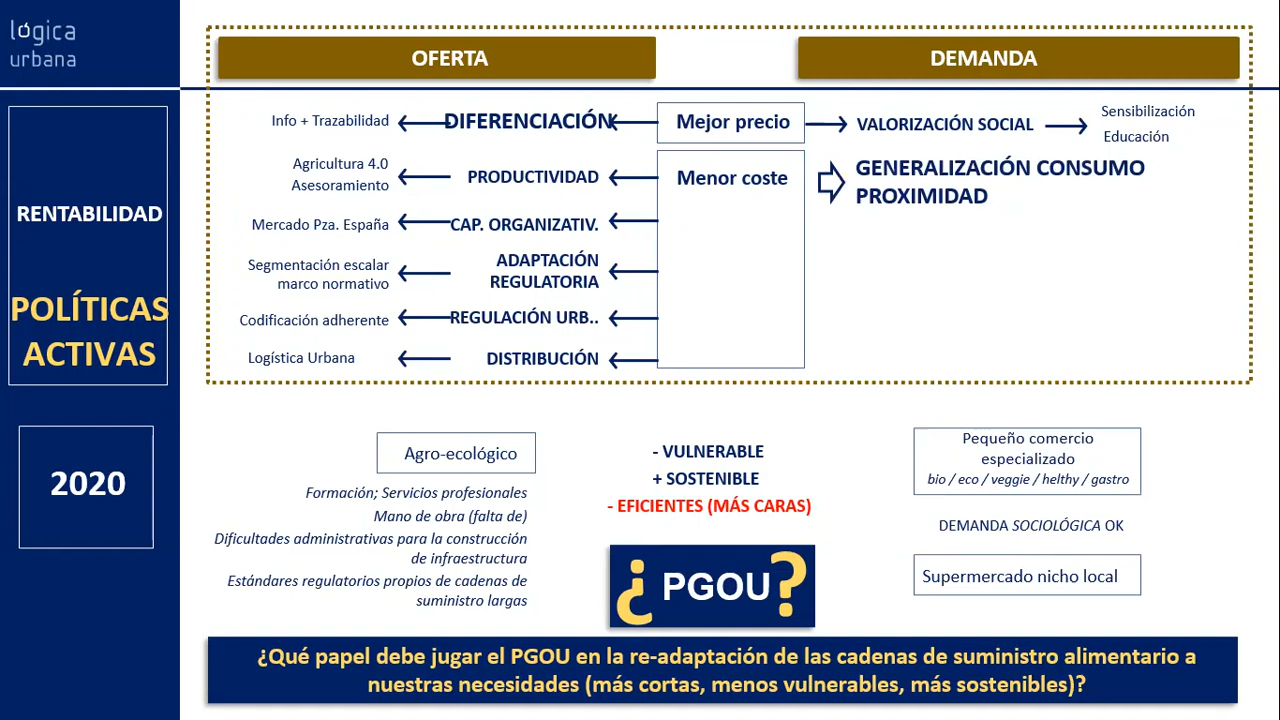 lógica
urbana
RENTABILIDAD
POLÍTICAS
ACTIVAS
2020
OFERTA
DEMANDA
Info + Trazabilidad
DIFERENCIACIÓN
Mejor precio
VALORIZACIÓN SOCIAL
Sensibilización
Educación
Agricultura 4.0
Asesoramiento
PRODUCTIVIDAD
Menor coste
GENERALIZACIÓN CONSUMO
PROXIMIDAD
Mercado Pza. España
CAP. ORGANIZATIV.
Segmentación escalar
marco normativo
ADAPTACIÓN
REGULATORIA
Codificación adherente
REGULACIÓN URB..
Logística Urbana
DISTRIBUCIÓN
Agro-ecológico
Formación; Servicios profesionales
Mano de obra (falta de)
Dificultades administrativas para la construcción
de infraestructura
Estándares regulatorios propios de cadenas de
suministro largas
- VULNERABLE
+ SOSTENIBLE
- EFICIENTES (MÁS CARAS)
¿PGOU?
Pequeño comercio
especializado
bio / eco / veggie / helthy / gastro
DEMANDA SOCIOLÓGICA OK
Supermercado nicho local
¿Qué papel debe jugar el PGOU en la re-adaptación de las cadenas de suministro alimentario a
nuestras necesidades (más cortas, menos vulnerables, más sostenibles)?